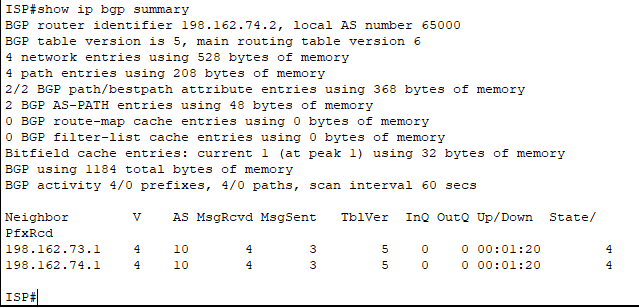 ISP#show ip bgp summary
BGP router identifier 198.162.74.2, local AS number 65000
BGP table version is 5, main routing table version 6
4 network entries using 528 bytes of memory
4 path entries using 208 bytes of memory
2/2 BGP path/bestpath attribute entries using 368 bytes of memory
2 BGP AS-PATH entries using 48 bytes of memory
0 BGP route-map cache entries using 0 bytes of memory
0 BGP filter-list cache entries using 0 bytes of memory
Bitfield cache entries: current 1 (at peak 1) using 32 bytes of memory
BGP using 1184 total bytes of memory
BGP activity 4/0 prefixes, 4/0 paths, scan interval 60 secs
Neighbor V AS MsgRcvd MsgSent TblVer InQ OutQ Up/Down State/
PfxRcd
198.162.73.1 4 10 4 3 5 0 0 00:01:20 4
198.162.74.1 4 10 4 3 5 0 0 00:01:20 4
ISP#